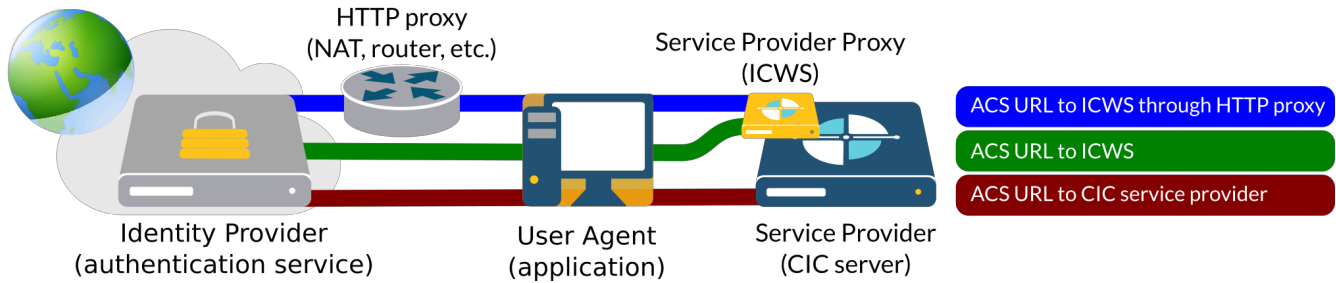 HTTP proxy
(NAT, router, etc.)
Service Provider Proxy
(ICWS)
ACS URL to ICWS through HTTP proxy
ACS URL to ICWS
ACS URL to CIC service provider
Identity Provider
(authentication service)
User Agent
(application)
Service Provider
(CIC server)